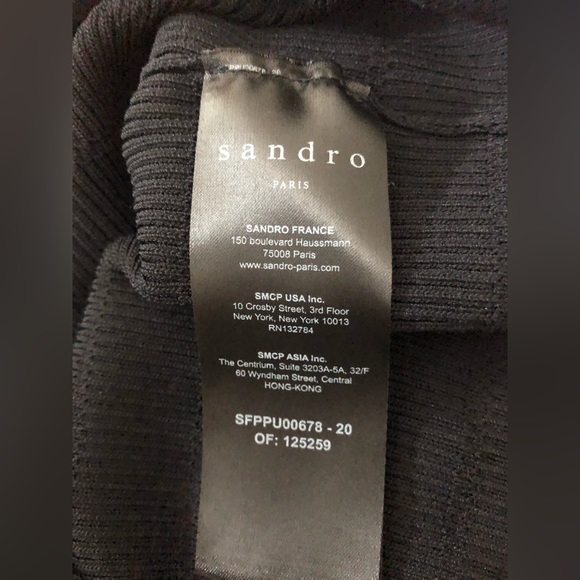 sandro
PARIS
SANDRO FRANCE
150 boulevard Haussmann
75008 Paris
www.sandro-paris.com
SMCP USA Inc.
10 Crosby Street, 3rd Floor
New York, New York 10013
RN132784
SMCP ASIA Inc.
The Centrium, Suite 3203A-5A, 32/F
60 Wyndham Street, Central
HONG-KONG
SFPPU00678 - 20
OF: 125259